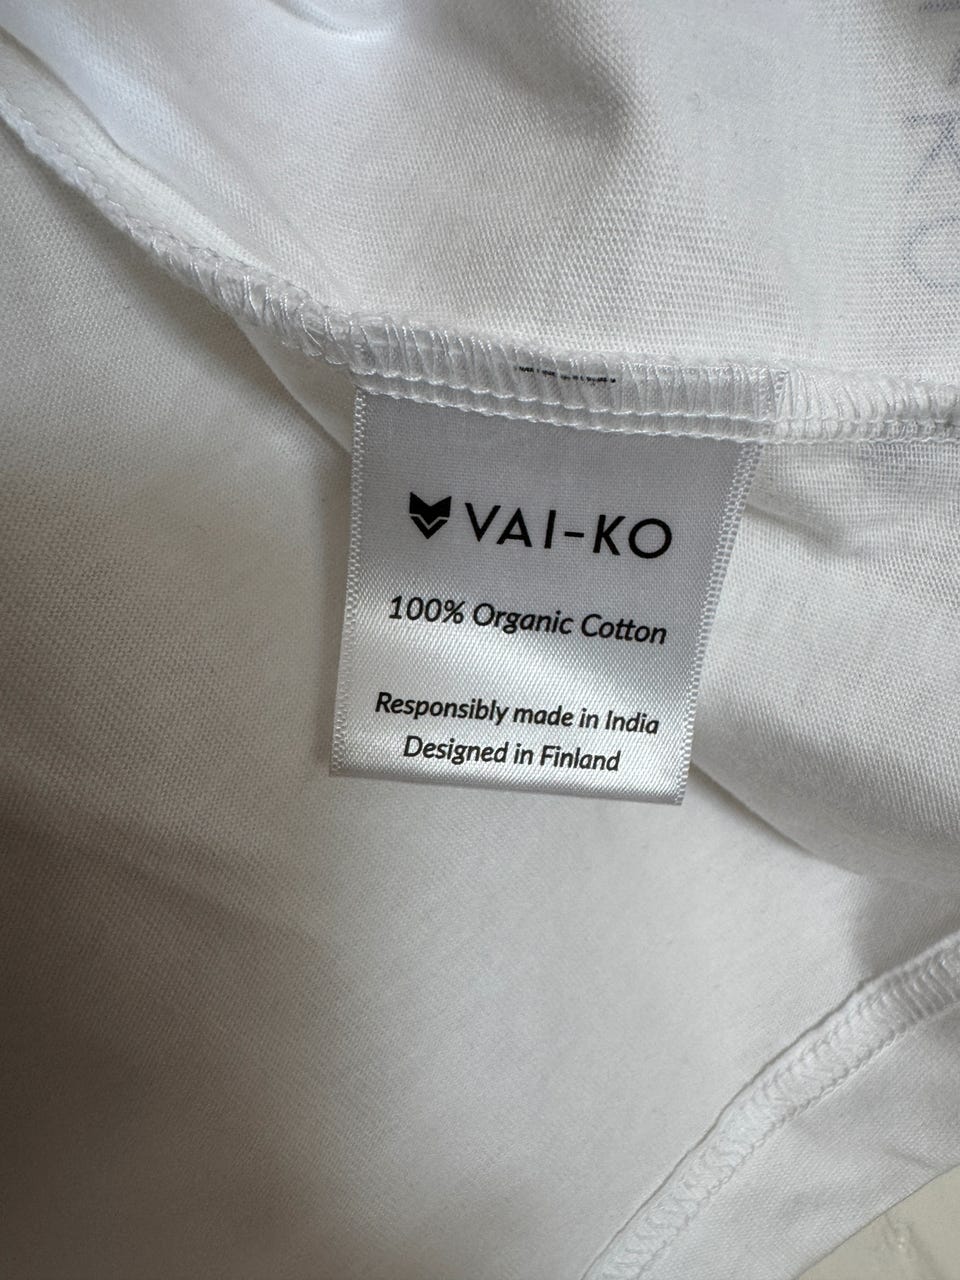 VAI-KO
100% Organic Cotton
Responsibly made in India
Designed in Finland